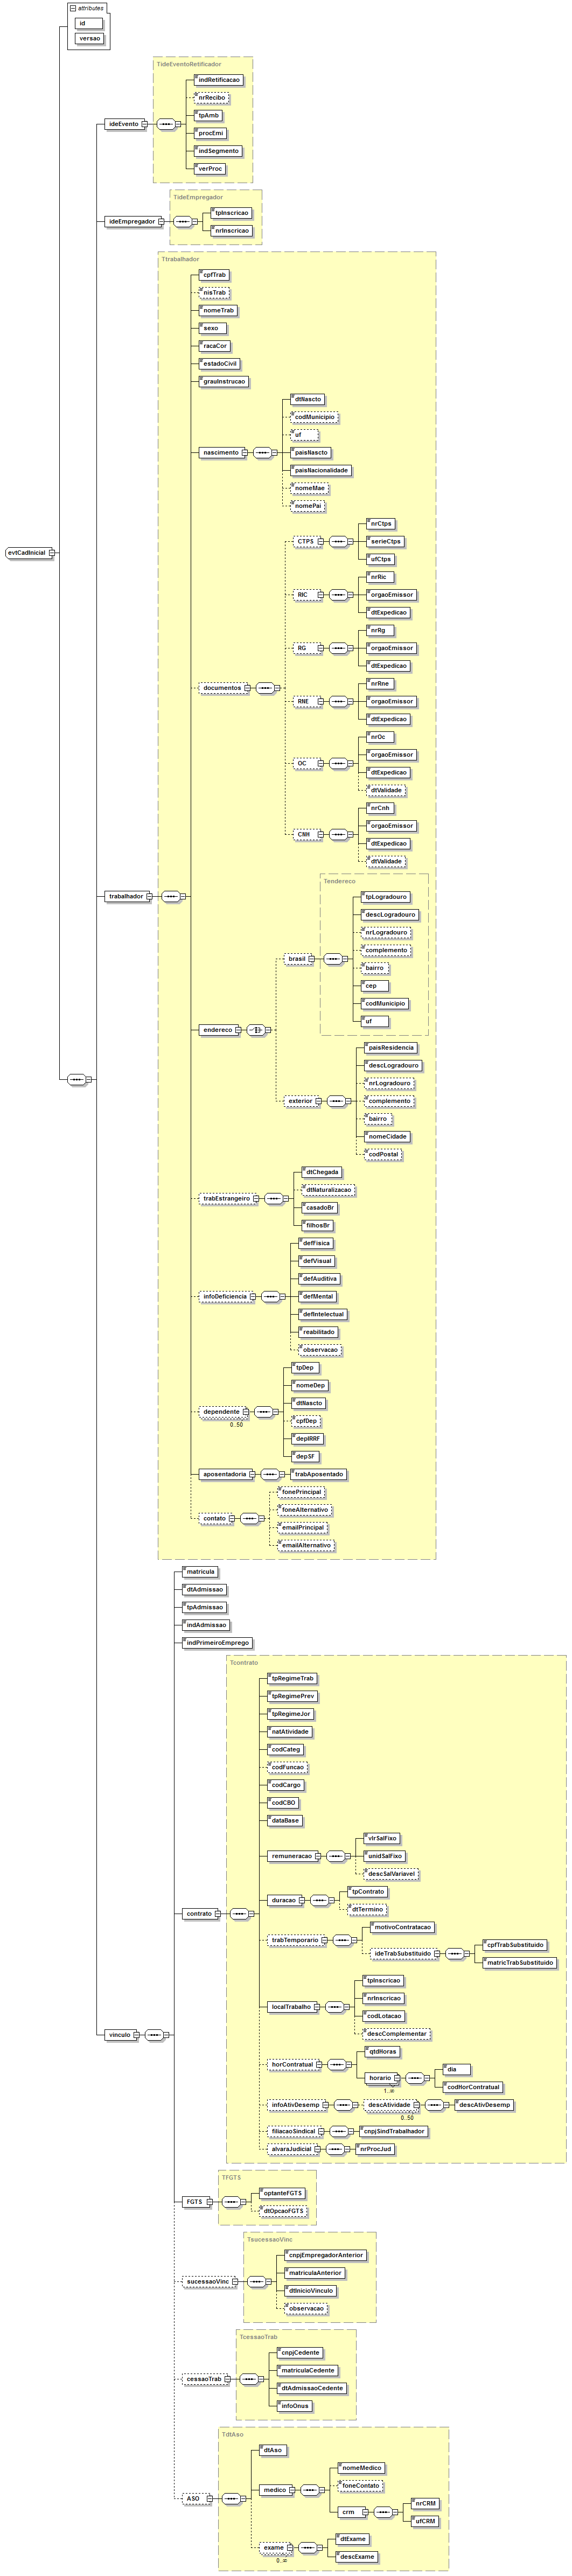 attributes
id
versao
TideEventoRetificador
indRetificacao
nrRecibo
tpAmb
ideEvento
procEmi
indSegmento
verProc
TideEmpregador
tpInscricao
ideEmpregador
nrInscricao
Ttrabalhador
cpfTrab
nisTrab
nomeTrab
sexo
racaCor
estadoCivil
grauInstrucao
dtNascto
codMunicipio
uf
nascimento
paisNascto
paisNacionalidade
nomeMae
nomePai
nrCtps
CTPS
serieCtps
evtCadInicial
ufCtps
nrRic
RIC
orgaoEmissor
dtExpedicao
nrRg
RG
orgaoEmissor
dtExpedicao
nrRne
documentos
RNE
orgaoEmissor
dtExpedicao
nrOc
orgaoEmissor
OC
dtExpedicao
dtValidade
nrCnh
orgaoEmissor
CNH
dtExpedicao
dtValidade
Tendereco
trabalhador
tpLogradouro
descLogradouro
nrLogradouro
complemento
brasil
bairro
cep
codMunicipio
uf
endereco
paisResidencia
descLogradouro
nrLogradouro
exterior
complemento
bairro
nomeCidade
codPostal
dtChegada
dtNaturalizacao
trabEstrangeiro
casadoBr
filhosBr
defFisica
defVisual
defAuditiva
infoDeficiencia
defMental
defIntelectual
reabilitado
observacao
tpDep
nomeDep
dtNascto
dependente
cpfDep
0..50
depIRRF
depSF
aposentadoria
trabAposentado
fonePrincipal
foneAlternativo
contato
emailPrincipal
emailAlternativo
matricula
dtAdmissao
tpAdmissao
indAdmissao
indPrimeiroEmprego
Tcontrato
tpRegimeTrab
tpRegimePrev
tpRegimeJor
natAtividade
codCateg
codFuncao
codCargo
codCBO
dataBase
vlrSalFixo
remuneracao
unidSalFixo
descSalVariavel
tpContrato
duracao
dtTermino
contrato
motivoContratacao
trabTemporario
cpfTrabSubstituido
ideTrabSubstituido
matricTrabSubstituido
tpInscricao
nrInscricao
localTrabalho
codLotacao
descComplementar
vinculo
qtdHoras
horContratual
dia
horario
1..∞
codHorContratual
infoAtivDesemp
descAtividade
descAtivDesemp
0..50
filiacaoSindical
cnpjSindTrabalhador
alvaraJudicial
nrProcJud
TFGTS
optanteFGTS
FGTS
dtOpcaoFGTS
TsucessaoVinc
cnpjEmpregadorAnterior
matriculaAnterior
sucessaoVinc
dtInicioVinculo
observacao
TcessaoTrab
cnpjCedente
matriculaCedente
cessaoTrab
dtAdmissaoCedente
infoOnus
TdtAso
dtAso
nomeMedico
medico
foneContato
ASO
nrCRM
crm
ufCRM
dtExame
exame
0..∞
descExame